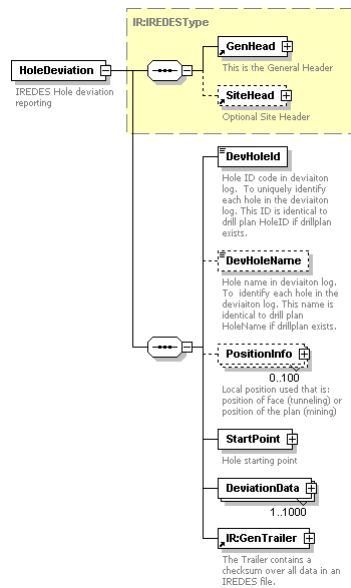 IR:IREDESType
HoleDeviation
IREDES Hole deviation
reporting
GenHead
This is the General Header
SiteHead
Optional Site Header
DevHoleId
Hole ID code in deviaiton
log. To uniquely identify
each hole in the deviaiton
log. This ID is identical to
drill plan HoleID if drillplan
exists.
DevHoleName
Hole name in deviaiton log.
To identify each hole in the
deviaiton log. This name is
identical to drill plan
HoleName if drillplan exists.
PositionInfo
0..100
Local position used that is:
position of face (tunneling) or
position of the plan (mining)
StartPoint
Hole starting point
DeviationData
1..1000
IR:GenTrailer
The Trailer contains a
checksum over all data in an
IREDES file.